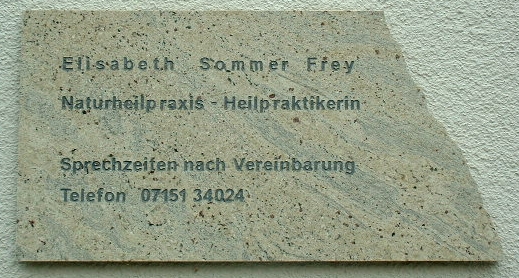 Elisabeth Sommer Frey
Naturheilpraxis - Heilpraktikerin
Sprechzeiten nach Vereinbarung
Telefon 07151 34024